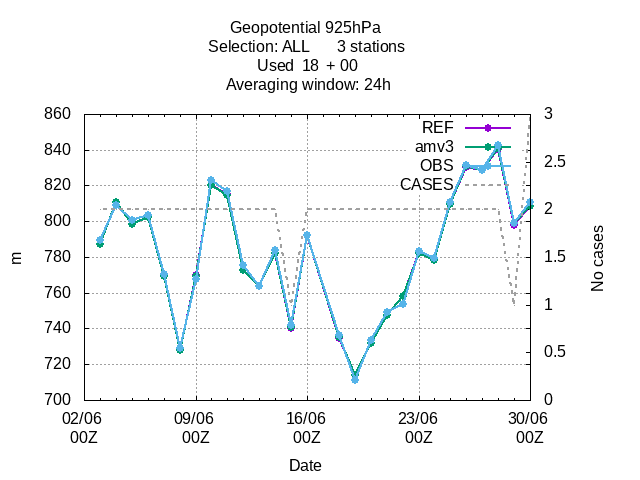 Geopotential 925hPa
Selection: ALL 3 stations
Used 18 + 00
Averaging window: 24h
860 3
REF
840
amv3
2.5
OBS
820 CASES
2
800
780 1.5
m
No cases
760
1
740
0.5
720
700 0
02/06 09/06 16/06 23/06 30/06
00Z 00Z 00Z 00Z 00Z
Date